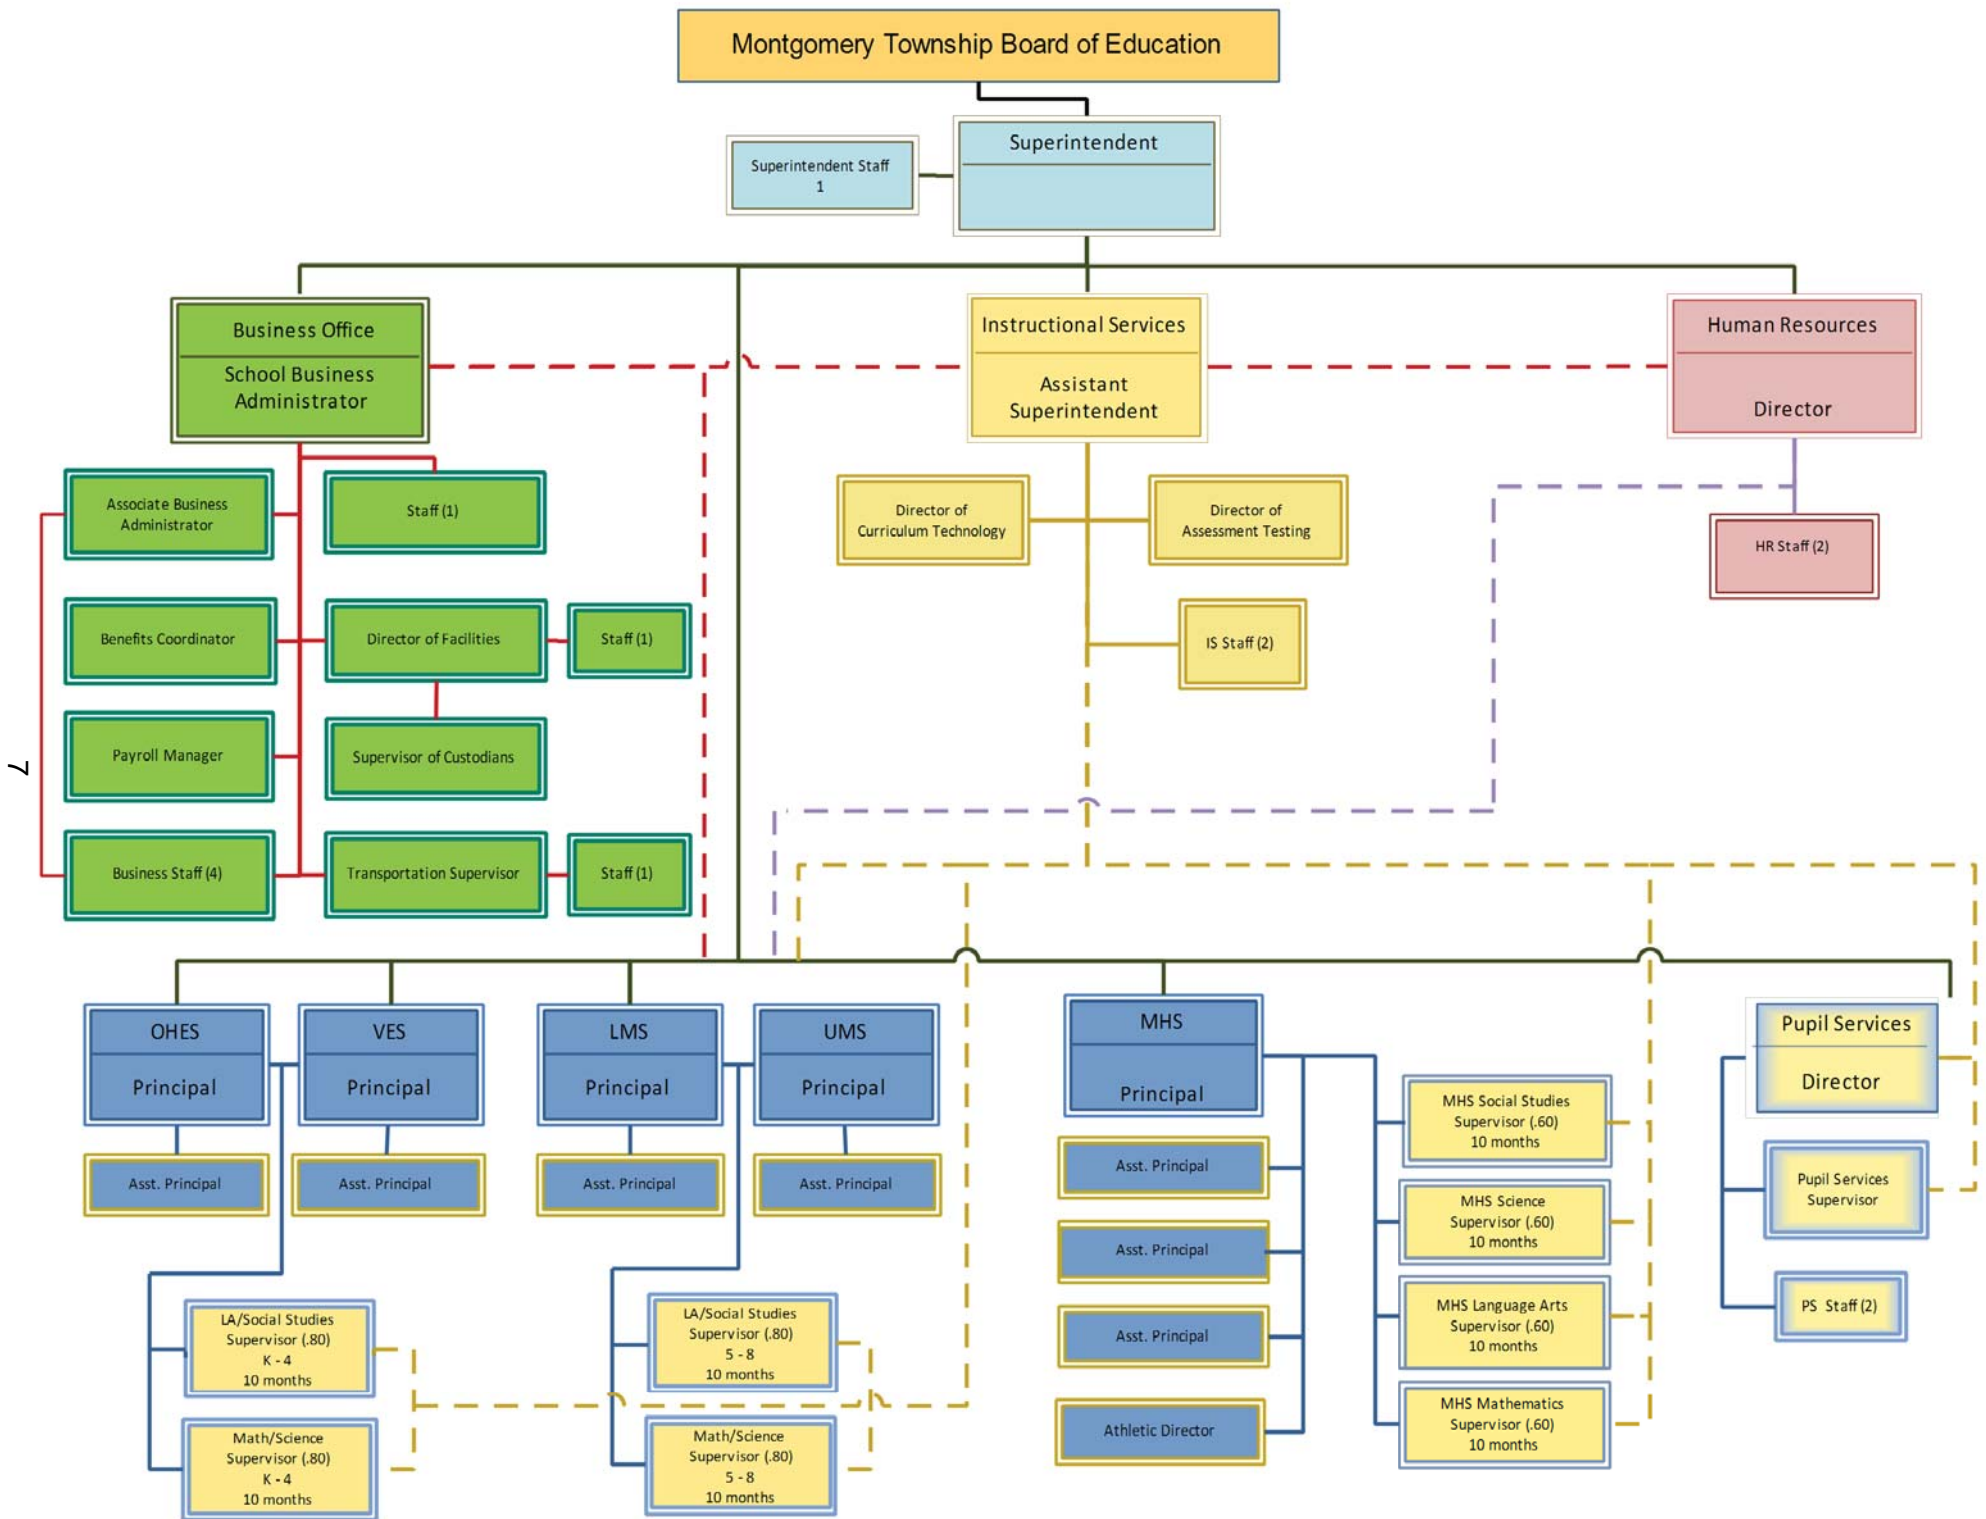 Montgomery Township Board of Education
Superintendent
Superintendent Staff
1
Business Office
School Business
Administrator
Instructional Services
Assistant
Superintendent
Human Resources
Director
Associate Business
Administrator
Staff (1)
Director of
Curriculum Technology
Director of
Assessment Testing
HR Staff (2)
Benefits Coordinator
Director of Facilities
Staff (1)
IS Staff (2)
Payroll Manager
Supervisor of Custodians
7
Business Staff (4)
Transportation Supervisor
Staff (1)
OHES
Principal
VES
Principal
LMS
Principal
UMS
Principal
MHS
Principal
Pupil Services
Director
Asst. Principal
Asst. Principal
Asst. Principal
Asst. Principal
Asst. Principal
Asst. Principal
Asst. Principal
Athletic Director
MHS Social Studies
Supervisor (.60)
10 months
MHS Science
Supervisor (.60)
10 months
MHS Language Arts
Supervisor (.60)
10 months
MHS Mathematics
Supervisor (.60)
10 months
Pupil Services
Supervisor
PS Staff (2)
LA/Social Studies
Supervisor (.80)
K - 4
10 months
Math/Science
Supervisor (.80)
K - 4
10 months
LA/Social Studies
Supervisor (.80)
5 - 8
10 months
Math/Science
Supervisor (.80)
5 - 8
10 months